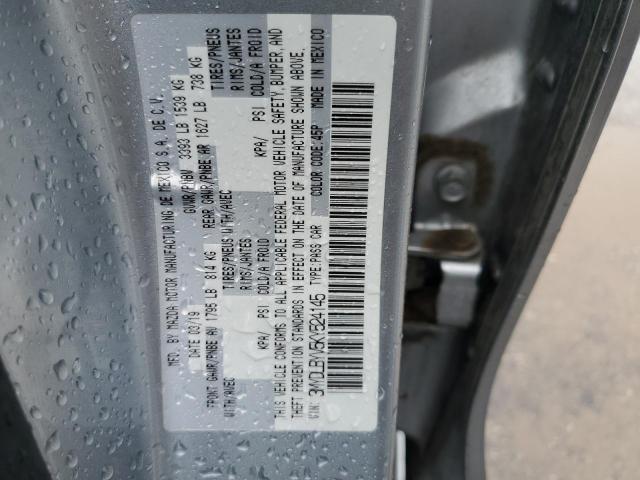 MFD. BY MAZDA MOTOR MANUFACTURING DE MEXICO S.A. DE C.V.
DATE 03/19 GVWR/PNBV 3393 LB 1539 KG
FRONT GAWR/PNBE AV 1795 LB 814 KG REAR GAWR/PNBE AR 1627 LB 738 KG
WITH/AVEC TIRES/PNEUS WITH/AVEC TIRES/PNEUS
RIMS/JANTES RIMS/JANTES
KPA/ PSI COLD/A FROID KPA/ PSI COLD/A FROID
THIS VEHICLE CONFORMS TO ALL APPLICABLE FEDERAL MOTOR VEHICLE SAFETY, BUMPER, AND
THEFT PREVENTION STANDARDS IN EFFECT ON THE DATE OF MANUFACTURE SHOWN ABOVE.
VIN: 3MYDLBYV5KY524145 TYPE:PASS CAR COLOR CODE: 45P MADE IN MEXICO